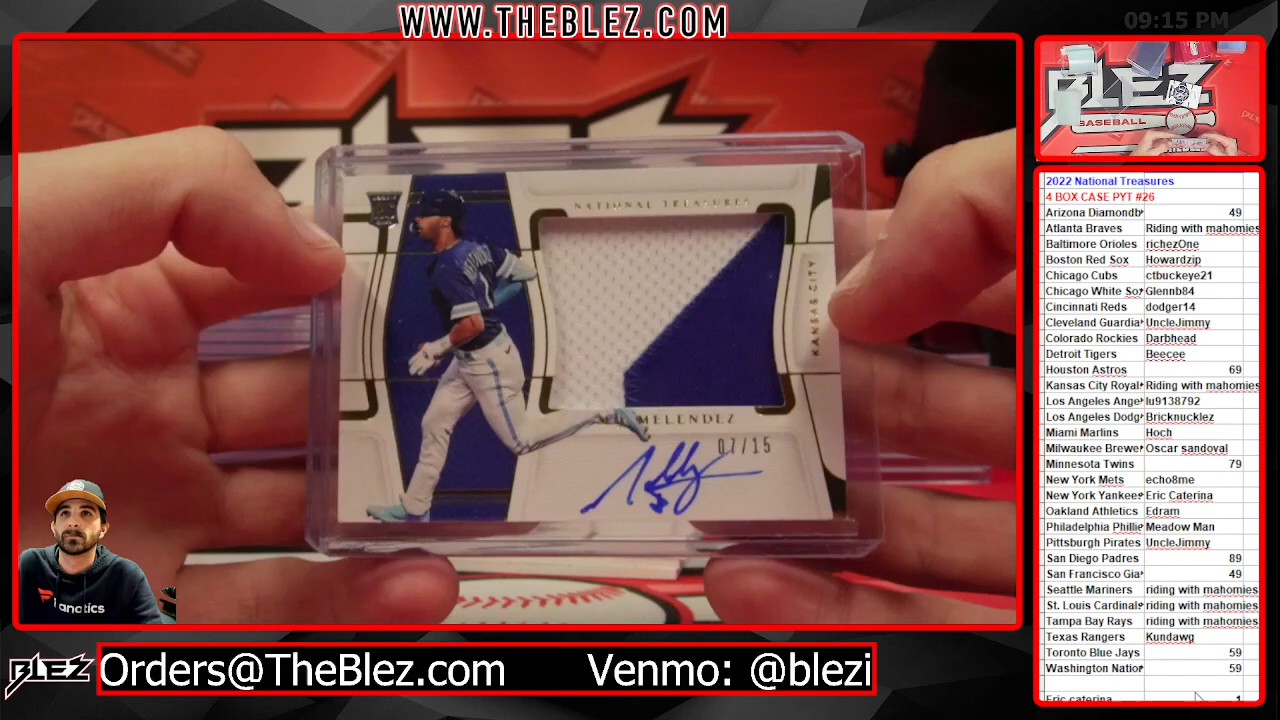 WWW.THEBLEZ.COM
09:15 PM
BLEZ
BASEBALL
NATIONAL TREASURES
KANSAS CITY
MELENDEZ
07/15
2022 National Treasures
4 BOX CASE PYT #26
Arizona Diamondb 49
Atlanta Braves Riding with mahomies
Baltimore Orioles richezOne
Boston Red Sox Howardzip
Chicago Cubs ctbuckeye21
Chicago White Sox Glennb84
Cincinnati Reds dodger14
Cleveland Guardia UncleJimmy
Colorado Rockies Darbhead
Detroit Tigers Beecee
Houston Astros 69
Kansas City Royal Riding with mahomies
Los Angeles Ange lu9138792
Los Angeles Dodg Bricknucklez
Miami Marlins Hoch
Milwaukee Brewe Oscar sandoval
Minnesota Twins 79
New York Mets echo8me
New York Yankees Eric Caterina
Oakland Athletics Edram
Philadelphia Phillie Meadow Man
Pittsburgh Pirates UncleJimmy
San Diego Padres 89
San Francisco Gia 49
Seattle Mariners riding with mahomies
St. Louis Cardinals riding with mahomies
Tampa Bay Rays riding with mahomies
Texas Rangers Kundawg
Toronto Blue Jays 59
Washington Nation 59
Eric caterina 1
Fanatics
BLEZ
Orders@TheBlez.com Venmo: @blezi